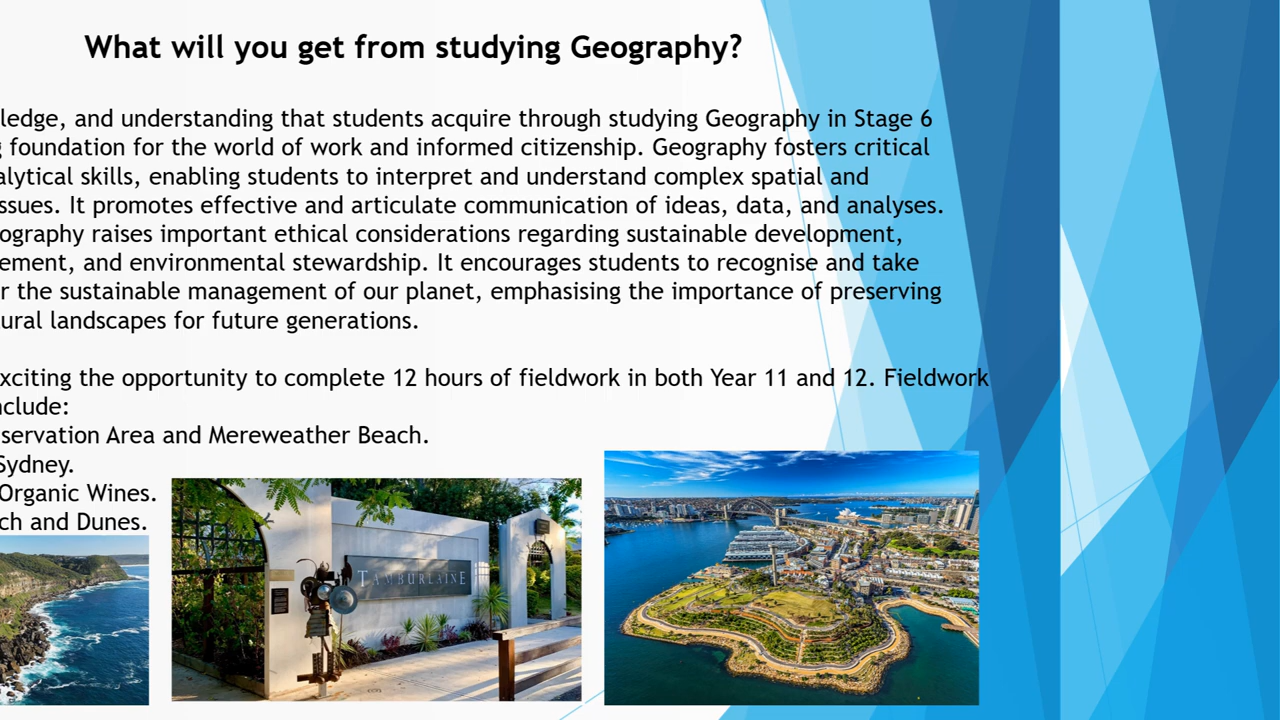 What will you get from studying Geography?
ledge, and understanding that students acquire through studying Geography in Stage 6
foundation for the world of work and informed citizenship. Geography fosters critical
alytical skills, enabling students to interpret and understand complex spatial and
ssues. It promotes effective and articulate communication of ideas, data, and analyses.
ography raises important ethical considerations regarding sustainable development,
ement, and environmental stewardship. It encourages students to recognise and take
r the sustainable management of our planet, emphasising the importance of preserving
ural landscapes for future generations.
xciting the opportunity to complete 12 hours of fieldwork in both Year 11 and 12. Fieldwork
nclude:
servation Area and Mereweather Beach.
Sydney.
Organic Wines.
ch and Dunes.
TAMBURLAINE